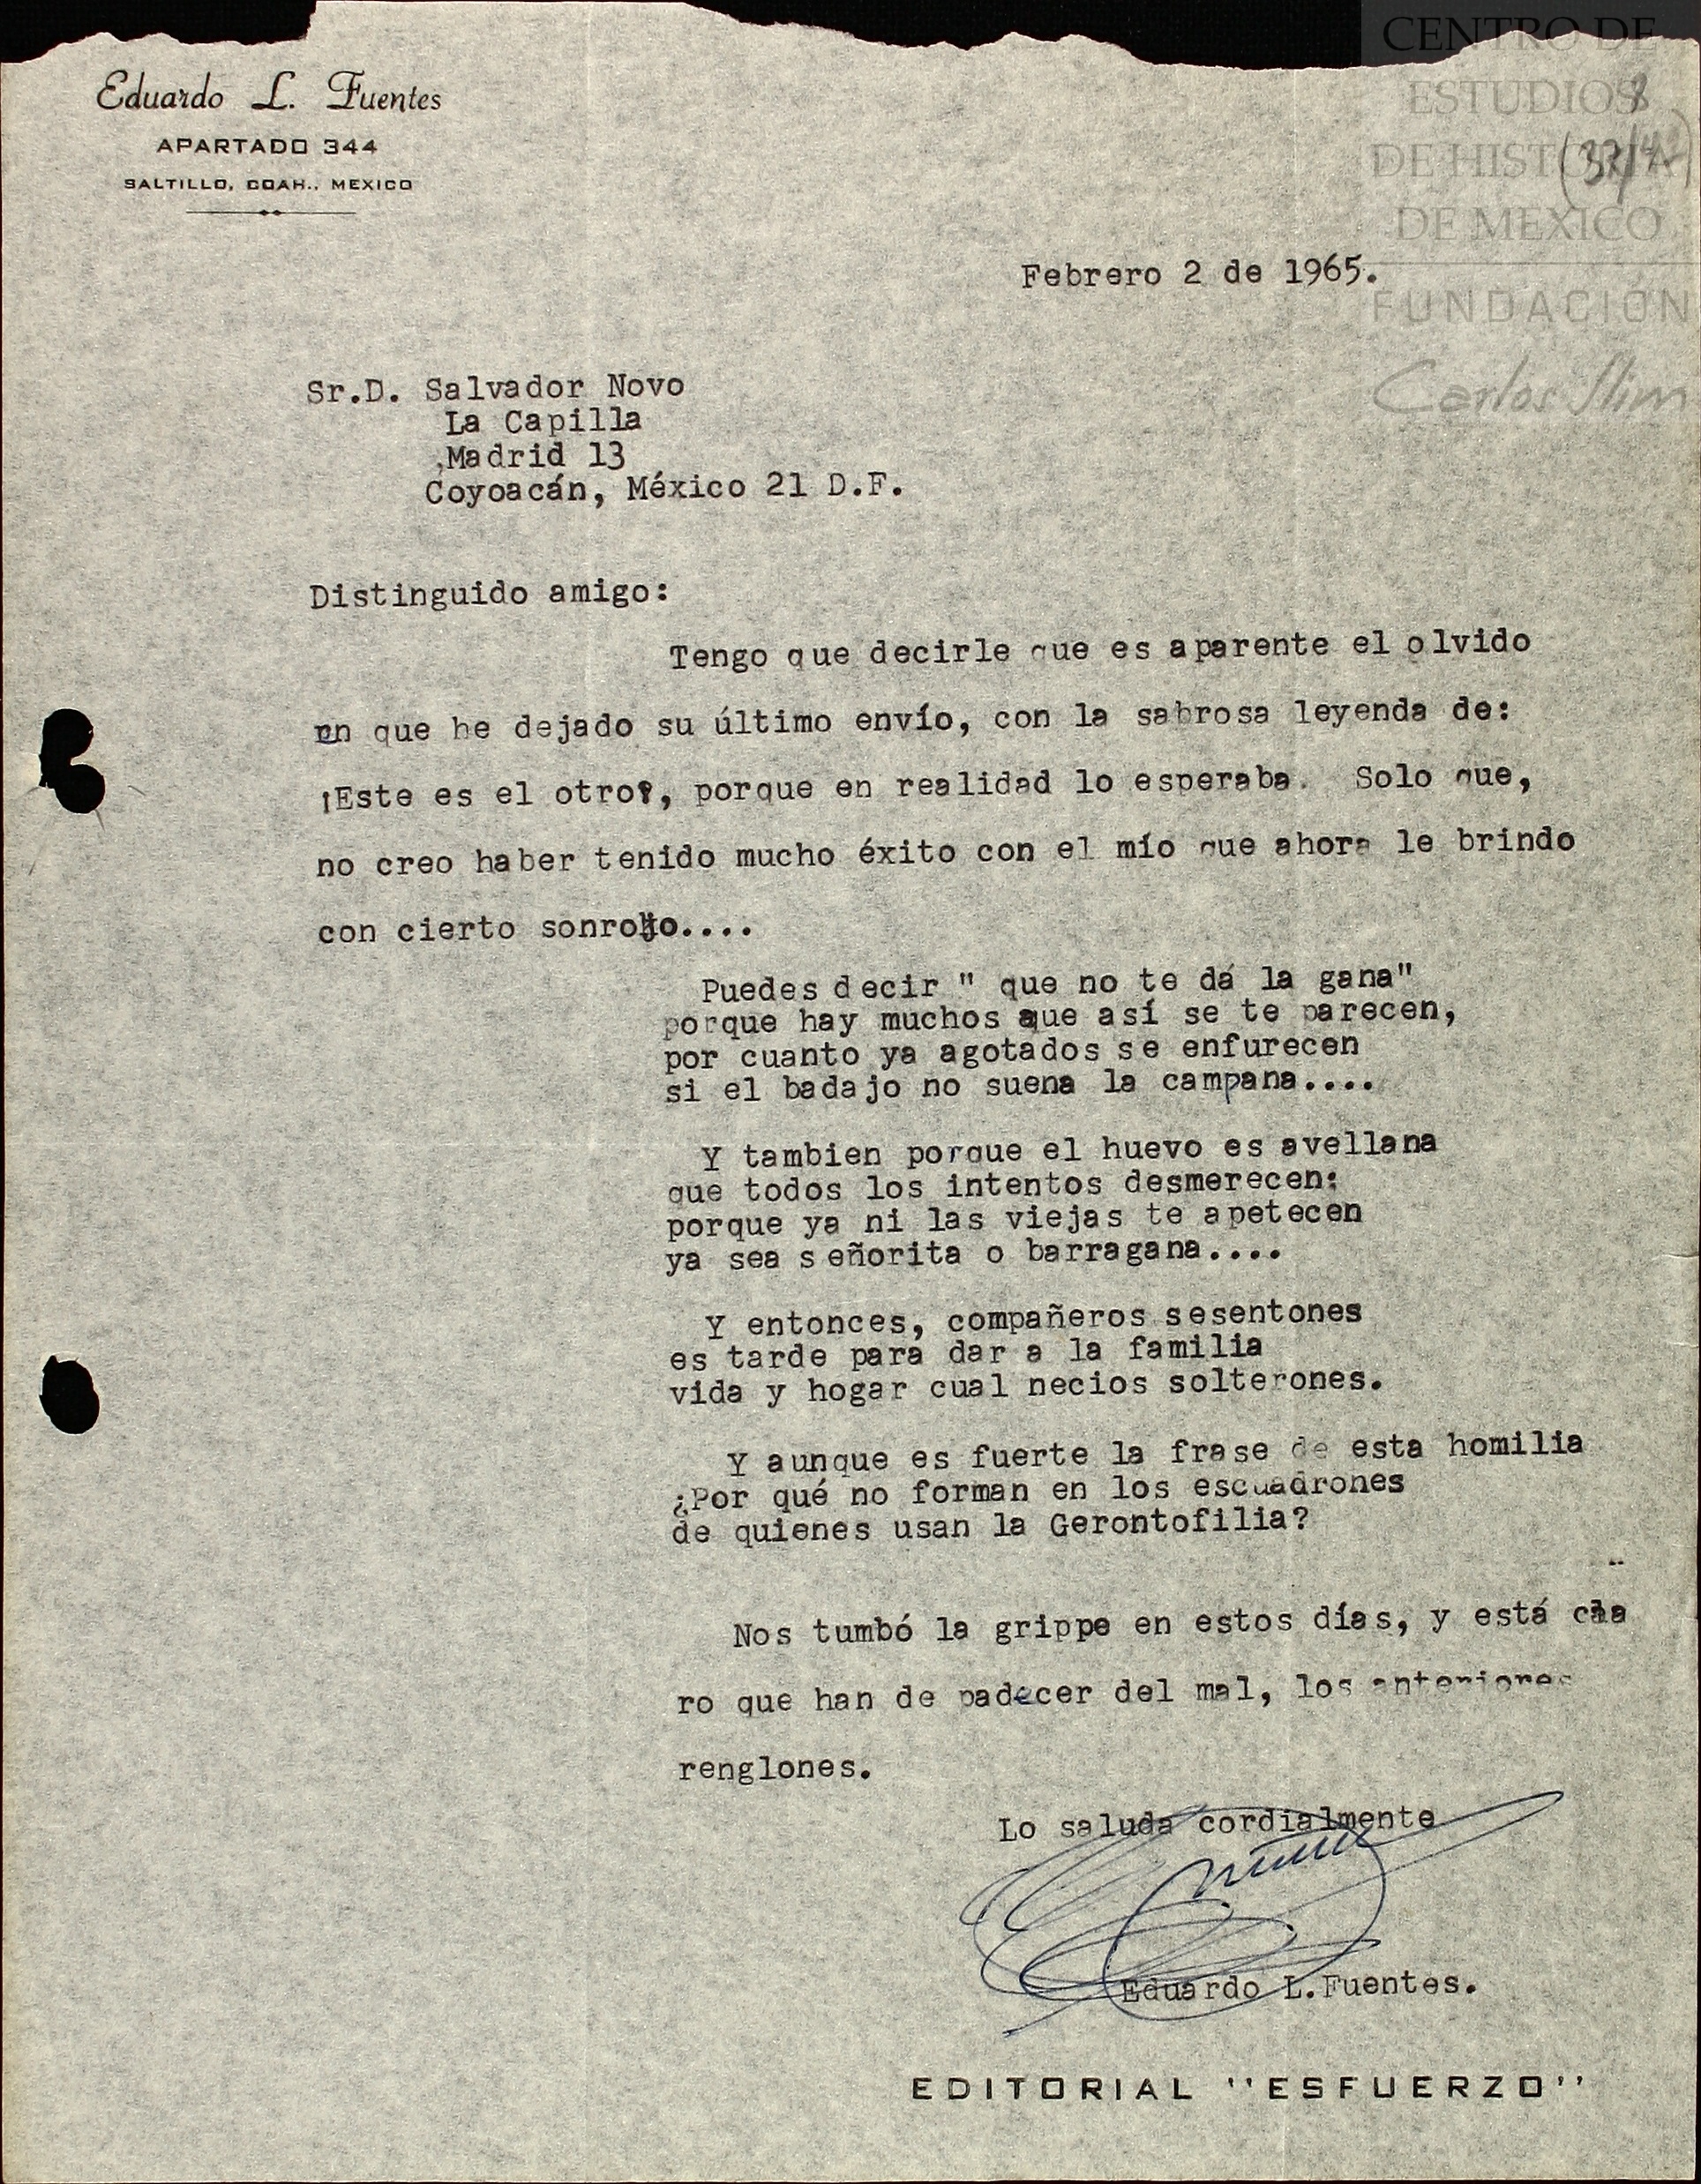 Eduardo L. Fuentes
APARTADO 344
SALTILLO, COAH., MEXICO
CENTRO DE
ESTUDIOS
DE HISTORIA
DE MEXICO
FUNDACIÓN
Carlos Slim
Febrero 2 de 1965.
Sr.D. Salvador Novo
La Capilla
Madrid 13
Coyoacán, México 21 D.F.
Distinguido amigo:
Tengo que decirle que es aparente el olvido
en que he dejado su último envío, con la sabrosa leyenda de:
¡Este es el otro!, porque en realidad lo esperaba. Solo que,
no creo haber tenido mucho éxito con el mío que ahora le brindo
con cierto sonrojo....
Puedes decir " que no te dá la gana"
porque hay muchos que así se te parecen,
por cuanto ya agotados se enfurecen
si el badajo no suena la campana....
Y tambien porque el huevo es avellana
que todos los intentos desmerecen;
porque ya ni las viejas te apetecen
ya sea señorita o barragana....
Y entonces, compañeros sesentones
es tarde para dar a la familia
vida y hogar cual necios solterones.
Y aunque es fuerte la frase de esta homilia
¿Por qué no forman en los escuadrones
de quienes usan la Gerontofilia?
Nos tumbó la grippe en estos días, y está cla
ro que han de padecer del mal, los anteriores
renglones.
Lo saluda cordialmente
Eduardo L.Fuentes.
EDITORIAL "ESFUERZO"